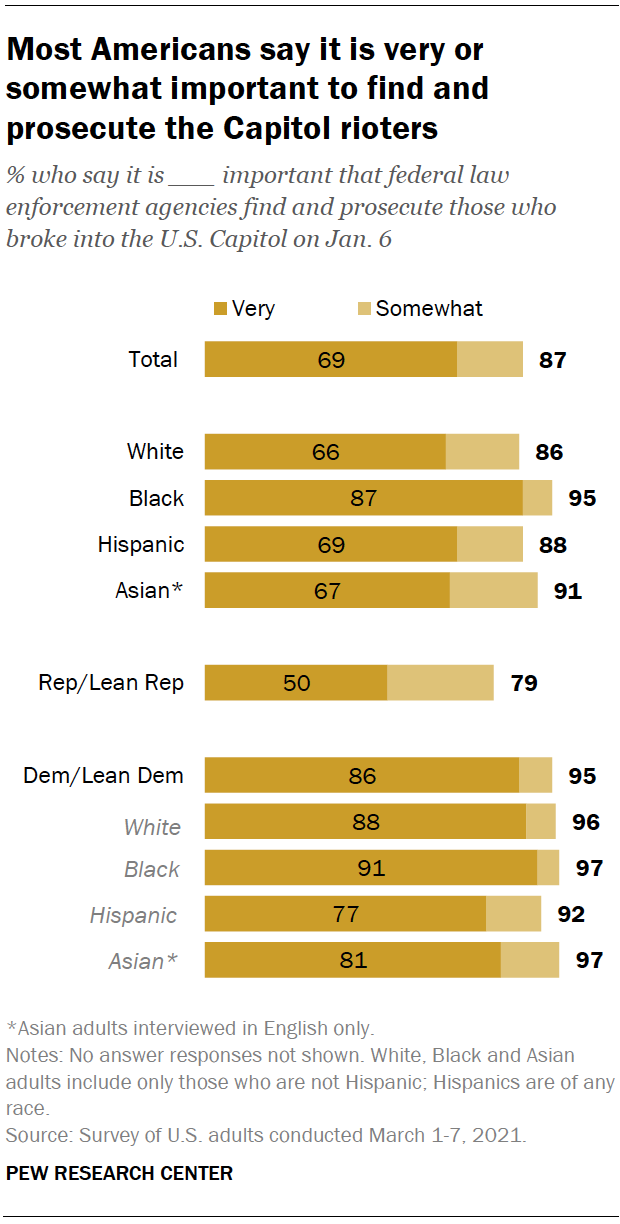 Most Americans say it is very or
somewhat important to find and
prosecute the Capitol rioters
% who say it is ____ important that federal law
enforcement agencies find and prosecute those who
broke into the U.S. Capitol on Jan. 6
Very Somewhat
Total 69 87
White 66 86
Black 87 95
Hispanic 69 88
Asian* 67 91
Rep/Lean Rep 50 79
Dem/Lean Dem 86 95
White 88 96
Black 91 97
Hispanic 77 92
Asian* 81 97
*Asian adults interviewed in English only.
Notes: No answer responses not shown. White, Black and Asian
adults include only those who are not Hispanic; Hispanics are of any
race.
Source: Survey of U.S. adults conducted March 1-7, 2021.
PEW RESEARCH CENTER